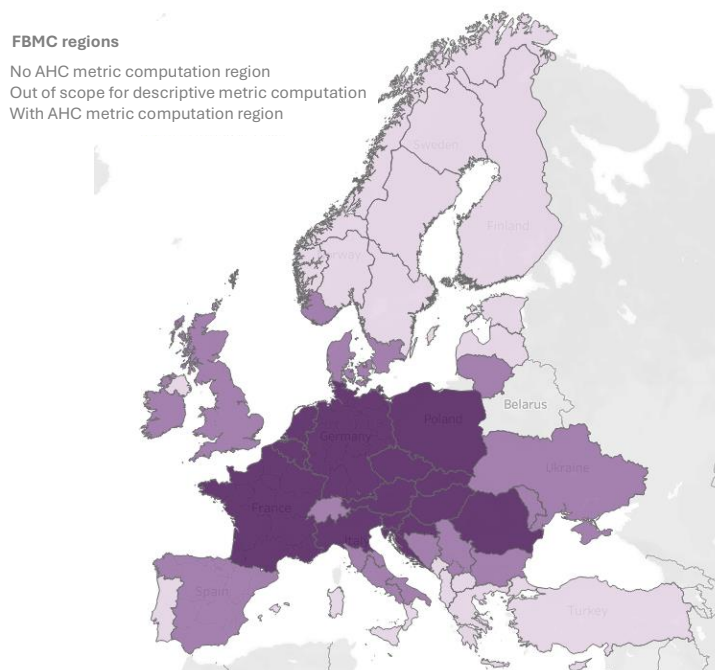 FBMC regions
No AHC metric computation region
Out of scope for descriptive metric computation
With AHC metric computation region
Sweden
Finland
Belarus
Poland
Germany
Ukraine
France
Spain
Turkey